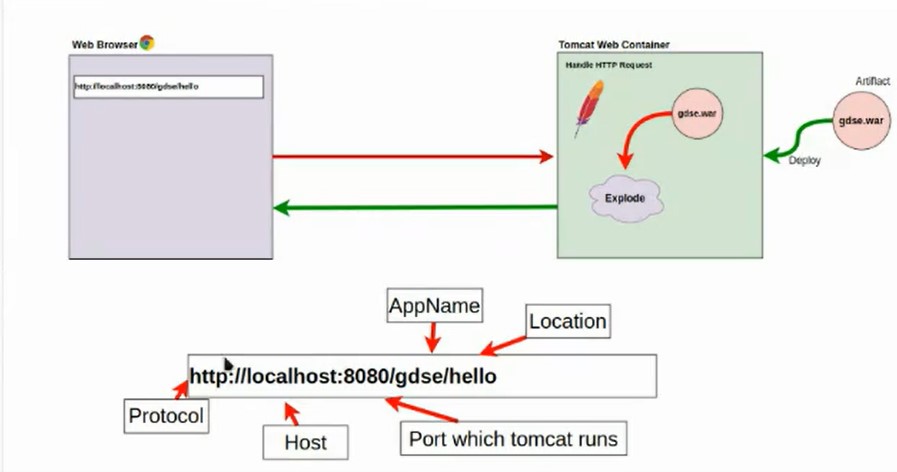 Web Browser
http://localhost:8080/gdse/hello
Tomcat Web Container
Handle HTTP Request
gdse.war
Explode
Artifact
gdse.war
Deploy
AppName
Location
http://localhost:8080/gdse/hello
Protocol
Host
Port which tomcat runs